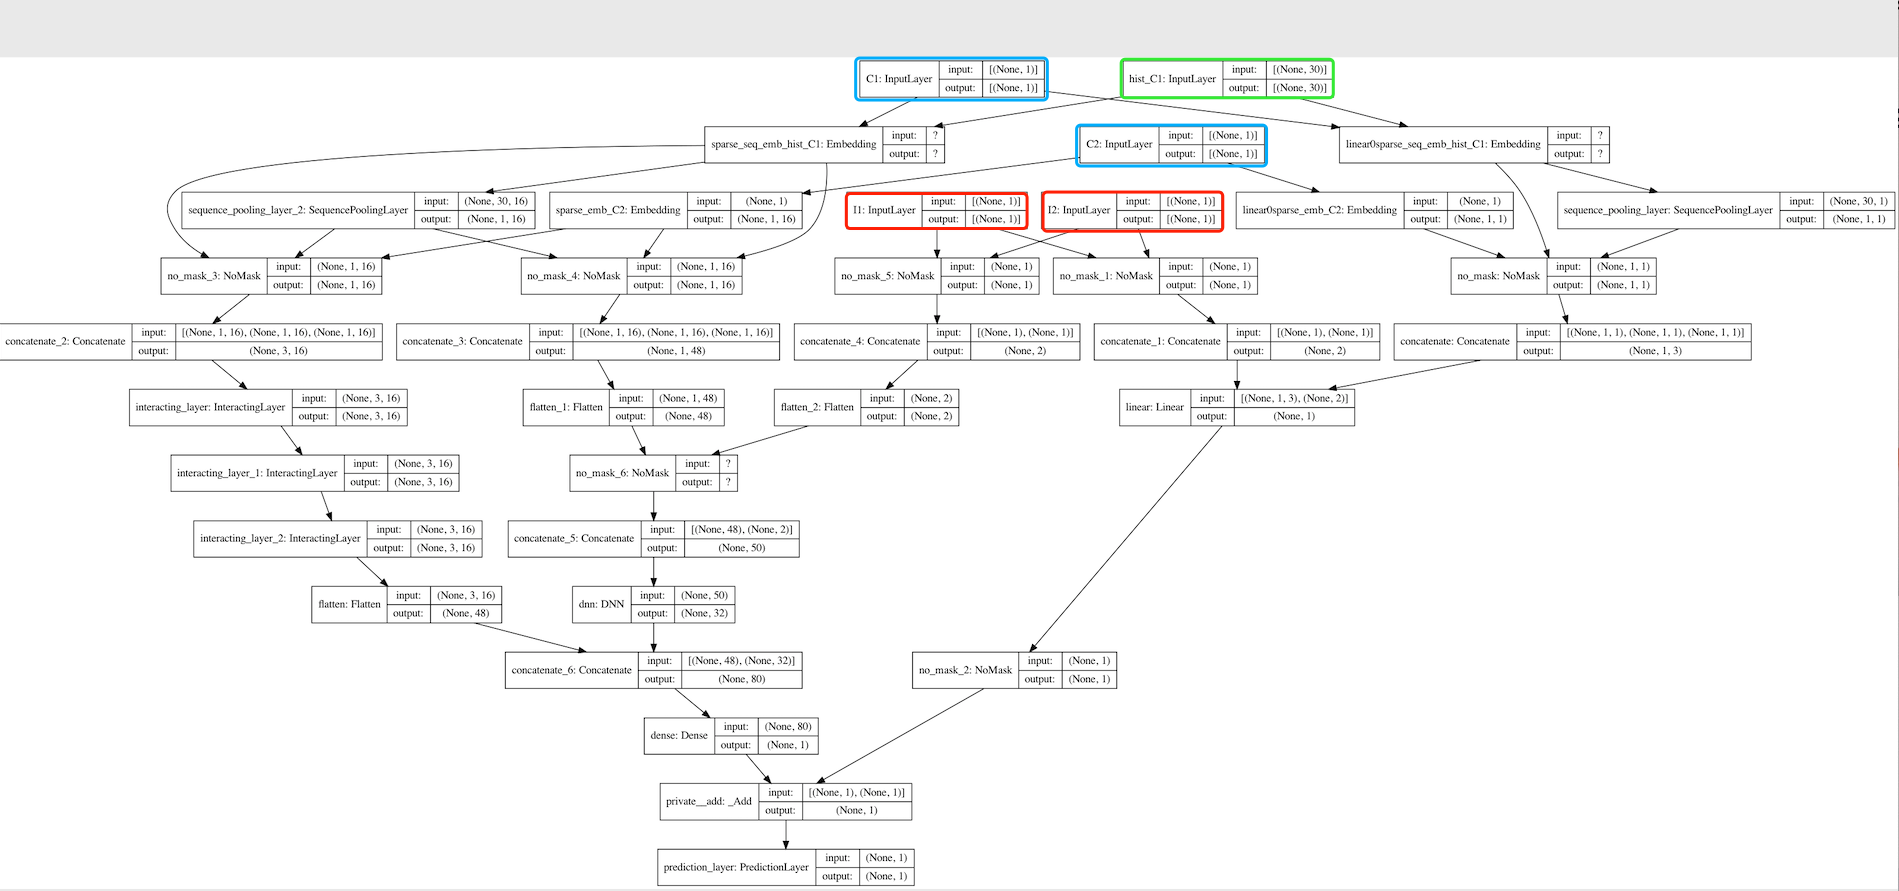 C1: InputLayer input: [(None, 1)]
output: [(None, 1)]
hist_C1: InputLayer input: [(None, 30)]
output: [(None, 30)]
sparse_seq_emb_hist_C1: Embedding input: ?
output: ?
C2: InputLayer input: [(None, 1)]
output: [(None, 1)]
linear0sparse_seq_emb_hist_C1: Embedding input: ?
output: ?
sequence_pooling_layer_2: SequencePoolingLayer input: (None, 30, 16)
output: (None, 1, 16)
sparse_emb_C2: Embedding input: (None, 1)
output: (None, 1, 16)
I1: InputLayer input: [(None, 1)]
output: [(None, 1)]
I2: InputLayer input: [(None, 1)]
output: [(None, 1)]
linear0sparse_emb_C2: Embedding input: (None, 1)
output: (None, 1, 1)
sequence_pooling_layer: SequencePoolingLayer input: (None, 30, 1)
output: (None, 1, 1)
no_mask_3: NoMask input: (None, 1, 16)
output: (None, 1, 16)
no_mask_4: NoMask input: (None, 1, 16)
output: (None, 1, 16)
no_mask_5: NoMask input: (None, 1)
output: (None, 1)
no_mask_1: NoMask input: (None, 1)
output: (None, 1)
no_mask: NoMask input: (None, 1, 1)
output: (None, 1, 1)
concatenate_2: Concatenate input: [(None, 1, 16), (None, 1, 16), (None, 1, 16)]
output: (None, 3, 16)
concatenate_3: Concatenate input: [(None, 1, 16), (None, 1, 16), (None, 1, 16)]
output: (None, 1, 48)
concatenate_4: Concatenate input: [(None, 1), (None, 1)]
output: (None, 2)
concatenate_1: Concatenate input: [(None, 1), (None, 1)]
output: (None, 2)
concatenate: Concatenate input: [(None, 1, 1), (None, 1, 1), (None, 1, 1)]
output: (None, 1, 3)
interacting_layer: InteractingLayer input: (None, 3, 16)
output: (None, 3, 16)
flatten_1: Flatten input: (None, 1, 48)
output: (None, 48)
flatten_2: Flatten input: (None, 2)
output: (None, 2)
linear: Linear input: [(None, 1, 3), (None, 2)]
output: (None, 1)
interacting_layer_1: InteractingLayer input: (None, 3, 16)
output: (None, 3, 16)
no_mask_6: NoMask input: ?
output: ?
interacting_layer_2: InteractingLayer input: (None, 3, 16)
output: (None, 3, 16)
concatenate_5: Concatenate input: [(None, 48), (None, 2)]
output: (None, 50)
flatten: Flatten input: (None, 3, 16)
output: (None, 48)
dnn: DNN input: (None, 50)
output: (None, 32)
concatenate_6: Concatenate input: [(None, 48), (None, 32)]
output: (None, 80)
no_mask_2: NoMask input: (None, 1)
output: (None, 1)
dense: Dense input: (None, 80)
output: (None, 1)
private__add: _Add input: [(None, 1), (None, 1)]
output: (None, 1)
prediction_layer: PredictionLayer input: (None, 1)
output: (None, 1)